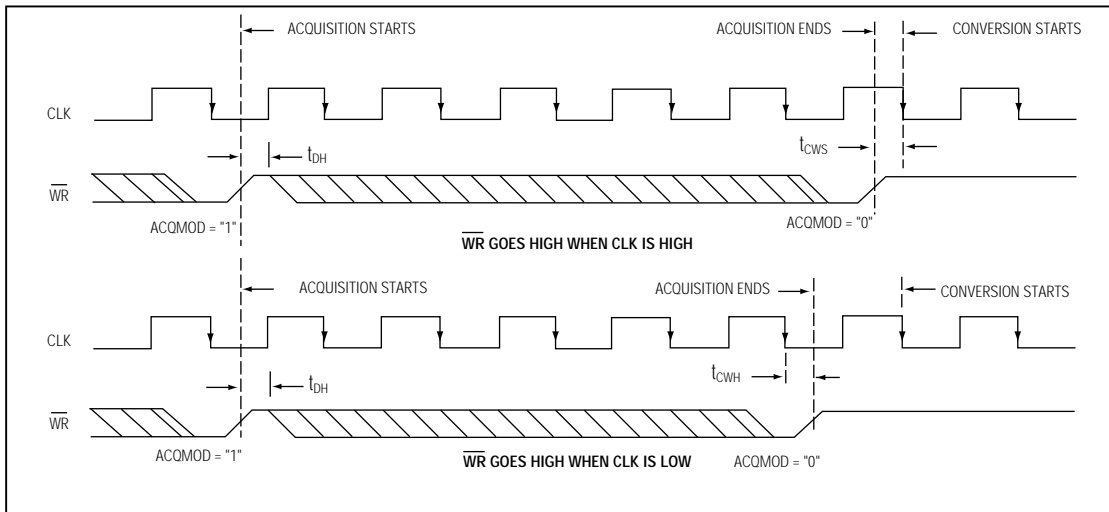 ACQUISITION STARTS
ACQUISITION ENDS
CONVERSION STARTS
CLK
tCWS
tDH
WR
ACQMOD = "1"
ACQMOD = "0"
WR GOES HIGH WHEN CLK IS HIGH
ACQUISITION STARTS
ACQUISITION ENDS
CONVERSION STARTS
CLK
tCWH
tDH
WR
ACQMOD = "1"
WR GOES HIGH WHEN CLK IS LOW
ACQMOD = "0"